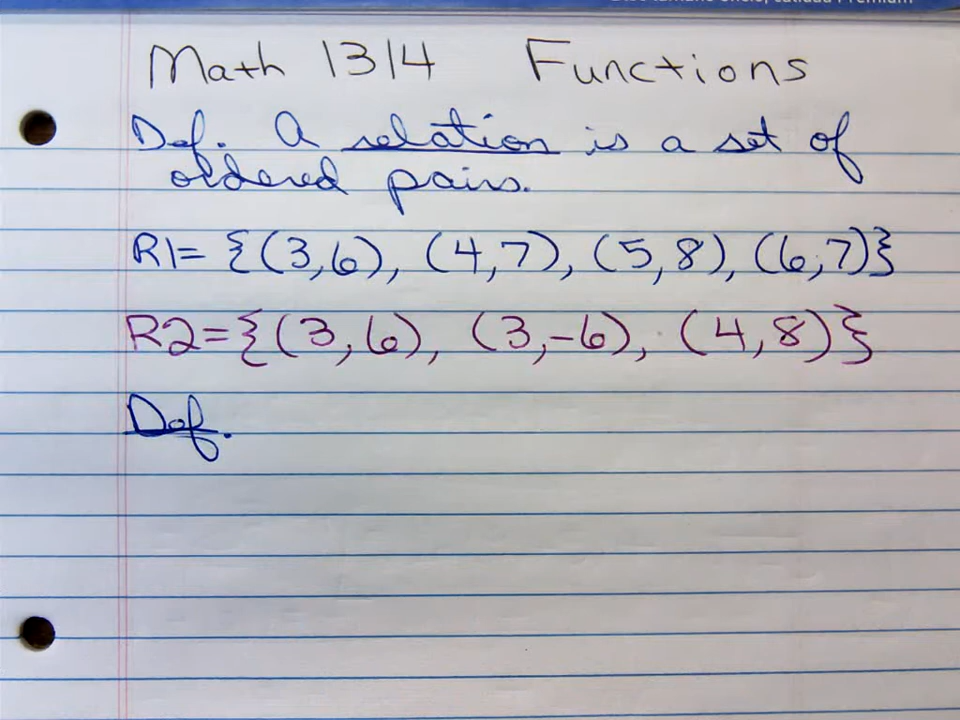 Math 1314 Functions
Def. A relation is a set of
ordered pairs.
R1= {(3,6), (4,7), (5,8), (6,7)}
R2={(3,6), (3,-6), (4,8)}
Def.